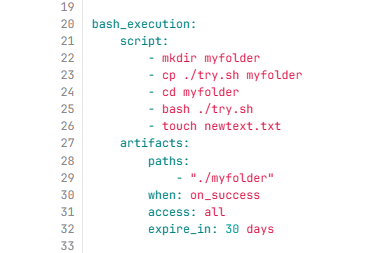 19
20 bash_execution:
21     script:
22         - mkdir myfolder
23         - cp ./try.sh myfolder
24         - cd myfolder
25         - bash ./try.sh
26         - touch newtext.txt
27     artifacts:
28         paths:
29             - "./myfolder"
30         when: on_success
31         access: all
32         expire_in: 30 days
33